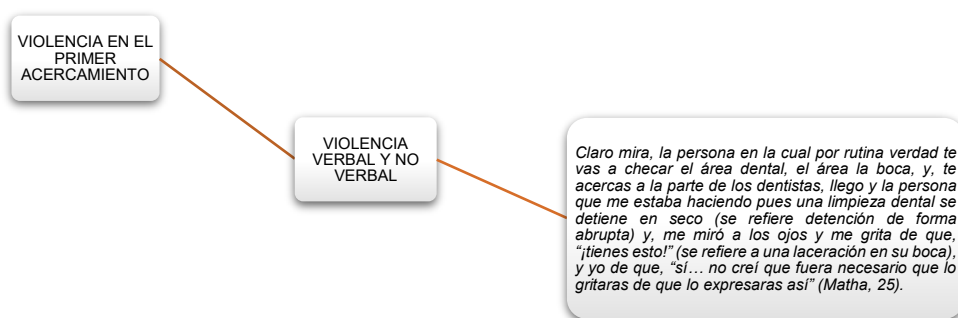 VIOLENCIA EN EL
PRIMER
ACERCAMIENTO
VIOLENCIA
VERBAL Y NO
VERBAL
Claro mira, la persona en la cual por rutina verdad te
vas a checar el área dental, el área la boca, y, te
acercas a la parte de los dentistas, llego y la persona
que me estaba haciendo pues una limpieza dental se
detiene en seco (se refiere detención de forma
abrupta) y, me miró a los ojos y me grita de que,
“¡tienes esto!” (se refiere a una laceración en su boca),
y yo de que, “sí… no creí que fuera necesario que lo
gritaras de que lo expresaras así” (Matha, 25).